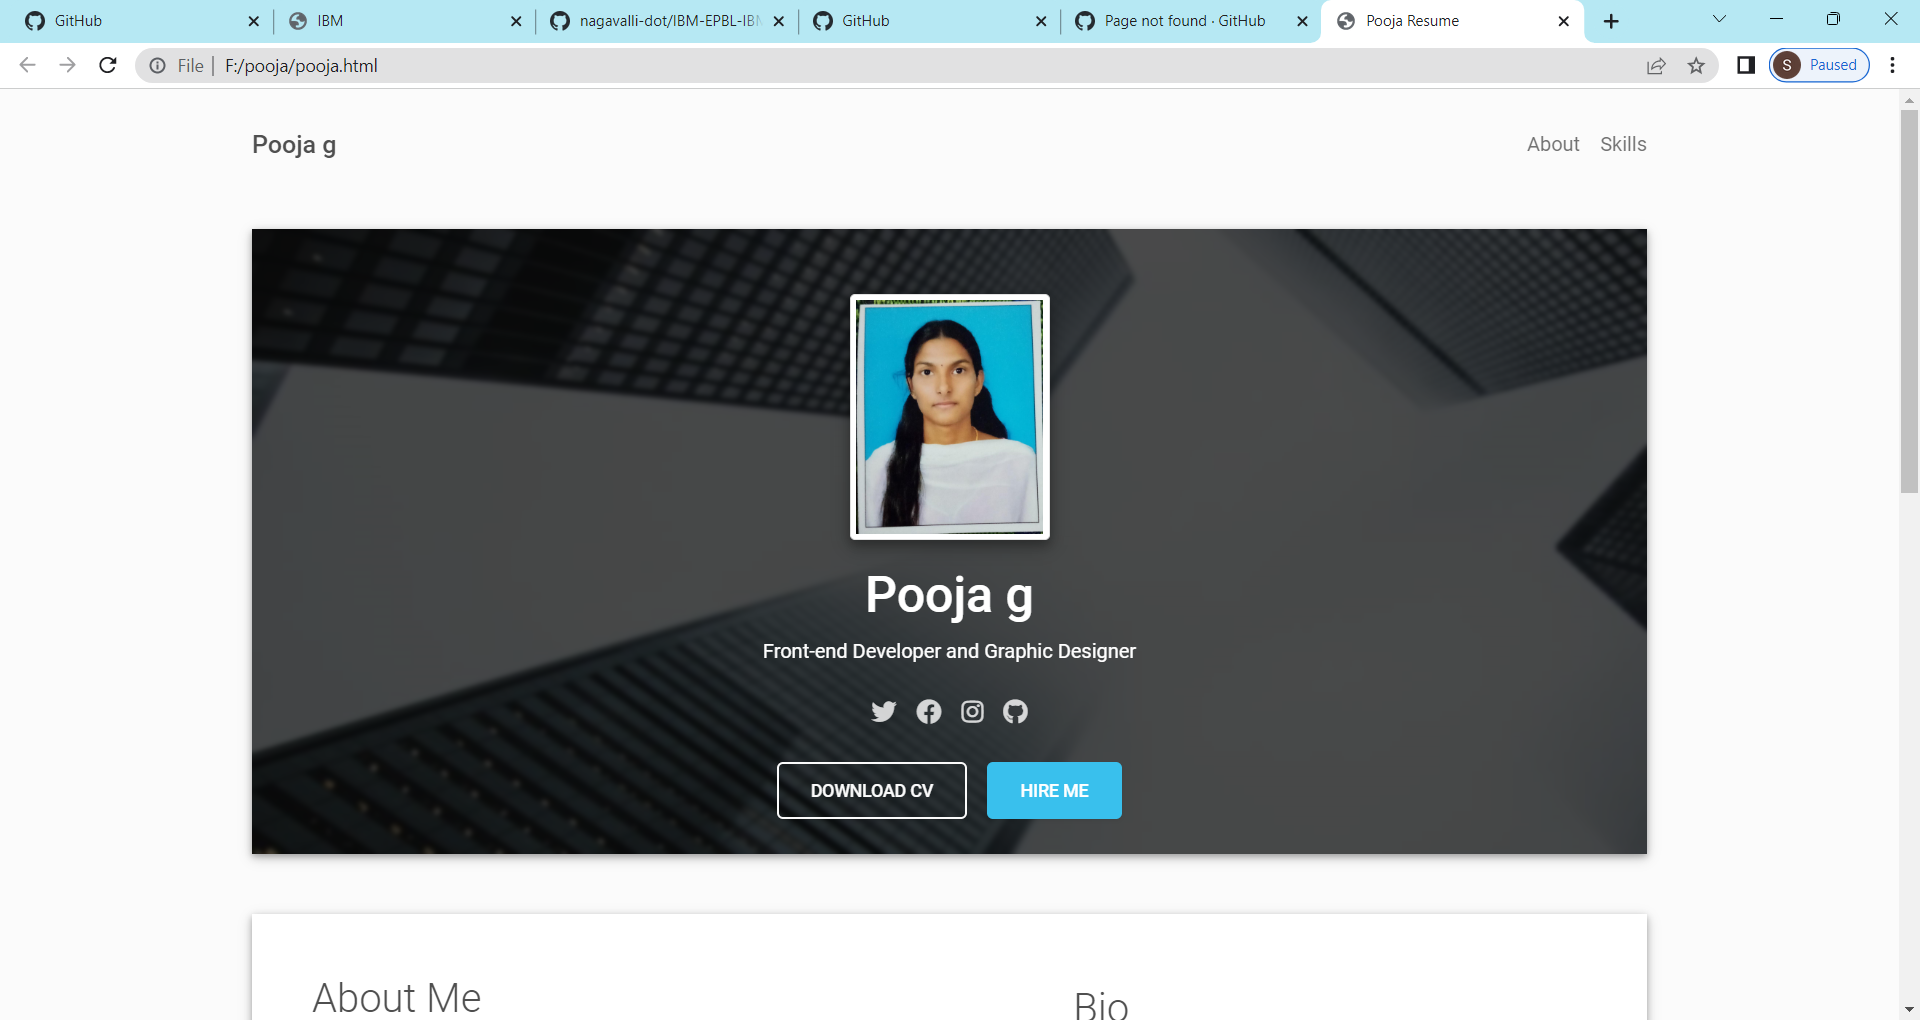 GitHub
IBM
nagavalli-dot/IBM-EPBL-IBM
GitHub
Page not found · GitHub
Pooja Resume
File | F:/pooja/pooja.html
S Paused
Pooja g
About Skills
Pooja g
Front-end Developer and Graphic Designer
DOWNLOAD CV HIRE ME
About Me
Bio